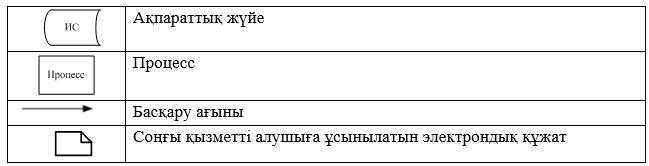 ИС
Ақпараттық жүйе
Процесс
Процесс
Басқару ағыны
Соңғы қызметті алушыға ұсынылатын электрондық құжат